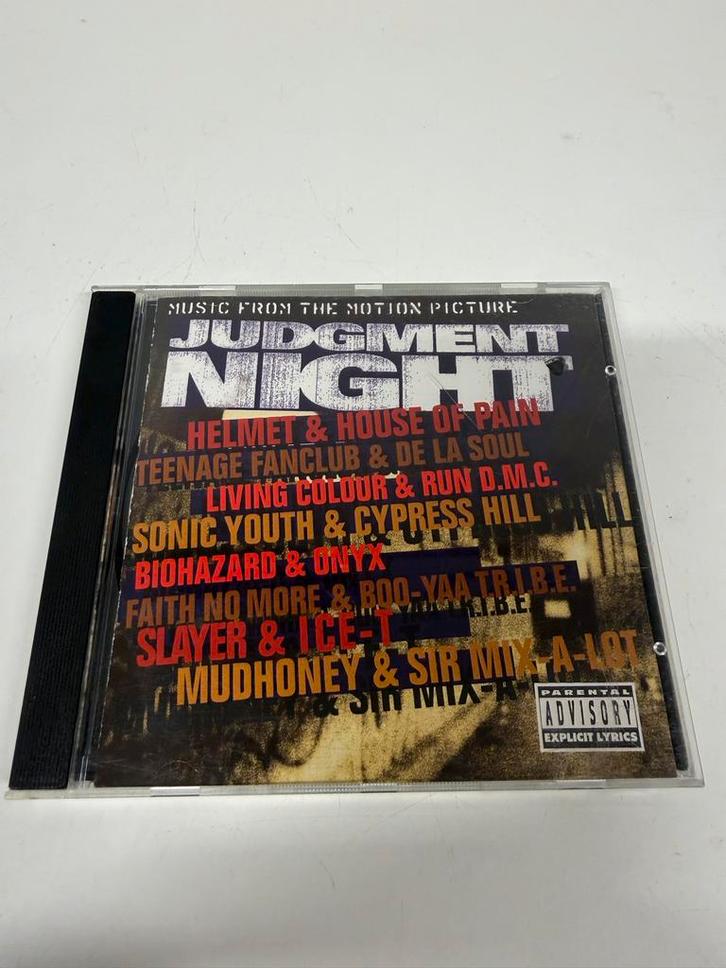 MUSIC FROM THE MOTION PICTURE
JUDGMENT
NIGHT
HELMET & HOUSE OF PAIN
TEENAGE FANCLUB & DE LA SOUL
LIVING COLOUR & RUN D.M.C.
SONIC YOUTH & CYPRESS HILL
BIOHAZARD & ONYX
FAITH NO MORE & BOO-YAA T.R.I.B.E.
SLAYER & ICE-T
MUDHONEY & SIR MIX-A-LOT
PARENTAL
ADVISORY
EXPLICIT LYRICS